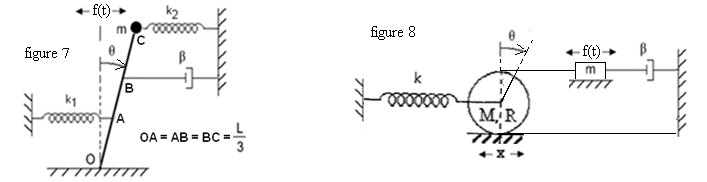 figure 7
f(t)
k2
m
C
θ
β
B
k1
A
OA = AB = BC = L/3
O
figure 8
θ
f(t)
β
k
m
M, R
x